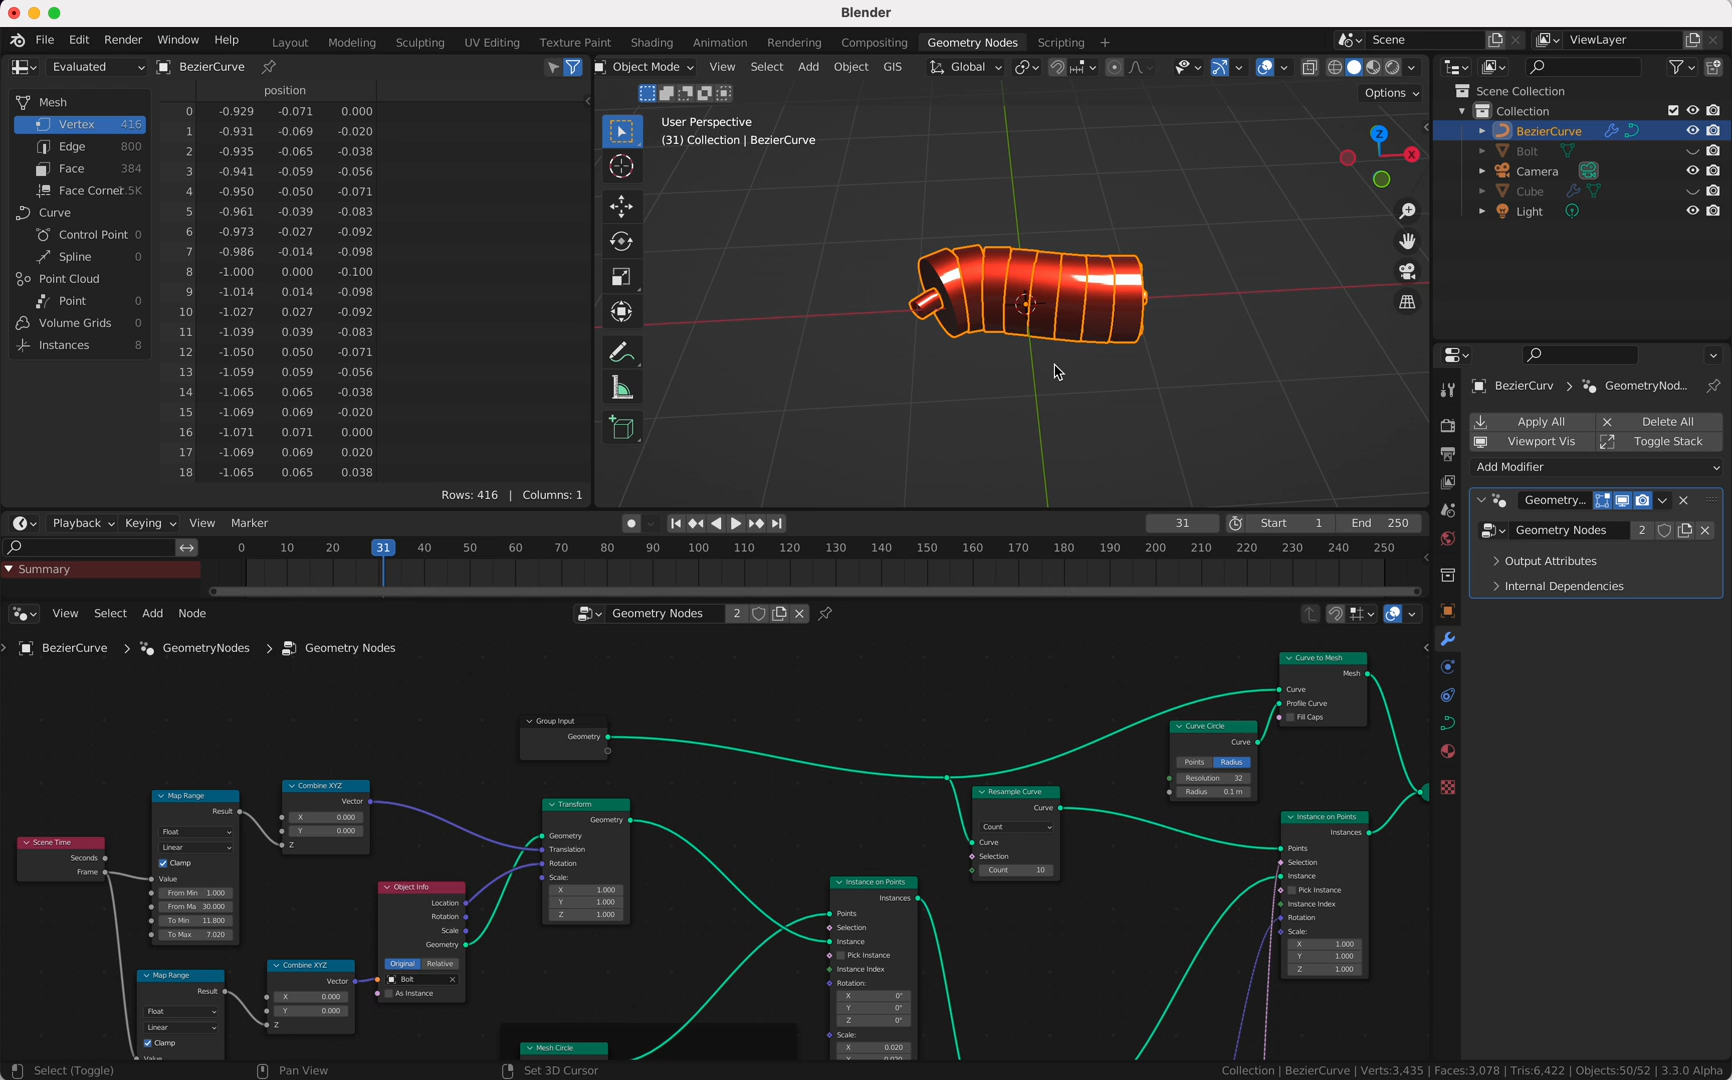 Blender
File Edit Render Window Help Layout Modeling Sculpting UV Editing Texture Paint Shading Animation Rendering Compositing Geometry Nodes Scripting + Scene ViewLayer
Evaluated BezierCurve
Object Mode View Select Add Object GIS Global
Options
Mesh
Vertex 416
Edge 800
Face 384
Face Corner .5K
Curve
Control Point 0
Spline 0
Point Cloud
Point 0
Volume Grids 0
Instances 8
position
0 -0.929 -0.071 0.000
1 -0.931 -0.069 -0.020
2 -0.935 -0.065 -0.038
3 -0.941 -0.059 -0.056
4 -0.950 -0.050 -0.071
5 -0.961 -0.039 -0.083
6 -0.973 -0.027 -0.092
7 -0.986 -0.014 -0.098
8 -1.000 0.000 -0.100
9 -1.014 0.014 -0.098
10 -1.027 0.027 -0.092
11 -1.039 0.039 -0.083
12 -1.050 0.050 -0.071
13 -1.059 0.059 -0.056
14 -1.065 0.065 -0.038
15 -1.069 0.069 -0.020
16 -1.071 0.071 0.000
17 -1.069 0.069 0.020
18 -1.065 0.065 0.038
Rows: 416 | Columns: 1
User Perspective
(31) Collection | BezierCurve
Z
X
Scene Collection
Collection
BezierCurve
Bolt
Camera
Cube
Light
BezierCurv > GeometryNod...
Apply All Delete All
Viewport Vis Toggle Stack
Add Modifier
Geometry...
Geometry Nodes 2
Output Attributes
Internal Dependencies
Playback Keying View Marker 31 Start 1 End 250
0 10 20 31 40 50 60 70 80 90 100 110 120 130 140 150 160 170 180 190 200 210 220 230 240 250
Summary
View Select Add Node Geometry Nodes 2
BezierCurve > GeometryNodes > Geometry Nodes
Scene Time
Seconds
Frame
Map Range
Result
Float
Linear
Clamp
Value
From Min 1.000
From Ma 30.000
To Min 11.800
To Max 7.020
Map Range
Result
Float
Linear
Clamp
Value
Combine XYZ
Vector
X 0.000
Y 0.000
Z
Combine XYZ
Vector
X 0.000
Y 0.000
Z
Object Info
Location
Rotation
Scale
Geometry
Original Relative
Bolt
As Instance
Group Input
Geometry
Transform
Geometry
Geometry
Translation
Rotation
Scale:
X 1.000
Y 1.000
Z 1.000
Mesh Circle
Instance on Points
Instances
Points
Selection
Instance
Pick Instance
Instance Index
Rotation:
X 0°
Y 0°
Z 0°
Scale:
X 0.020
Resample Curve
Curve
Count
Curve
Selection
Count 10
Curve Circle
Curve
Points Radius
Resolution 32
Radius 0.1 m
Curve to Mesh
Mesh
Curve
Profile Curve
Fill Caps
Instance on Points
Instances
Points
Selection
Instance
Pick Instance
Instance Index
Rotation
Scale:
X 1.000
Y 1.000
Z 1.000
Select (Toggle) Pan View Set 3D Cursor Collection | BezierCurve | Verts:3,435 | Faces:3,078 | Tris:6,422 | Objects:50/52 | 3.3.0 Alpha